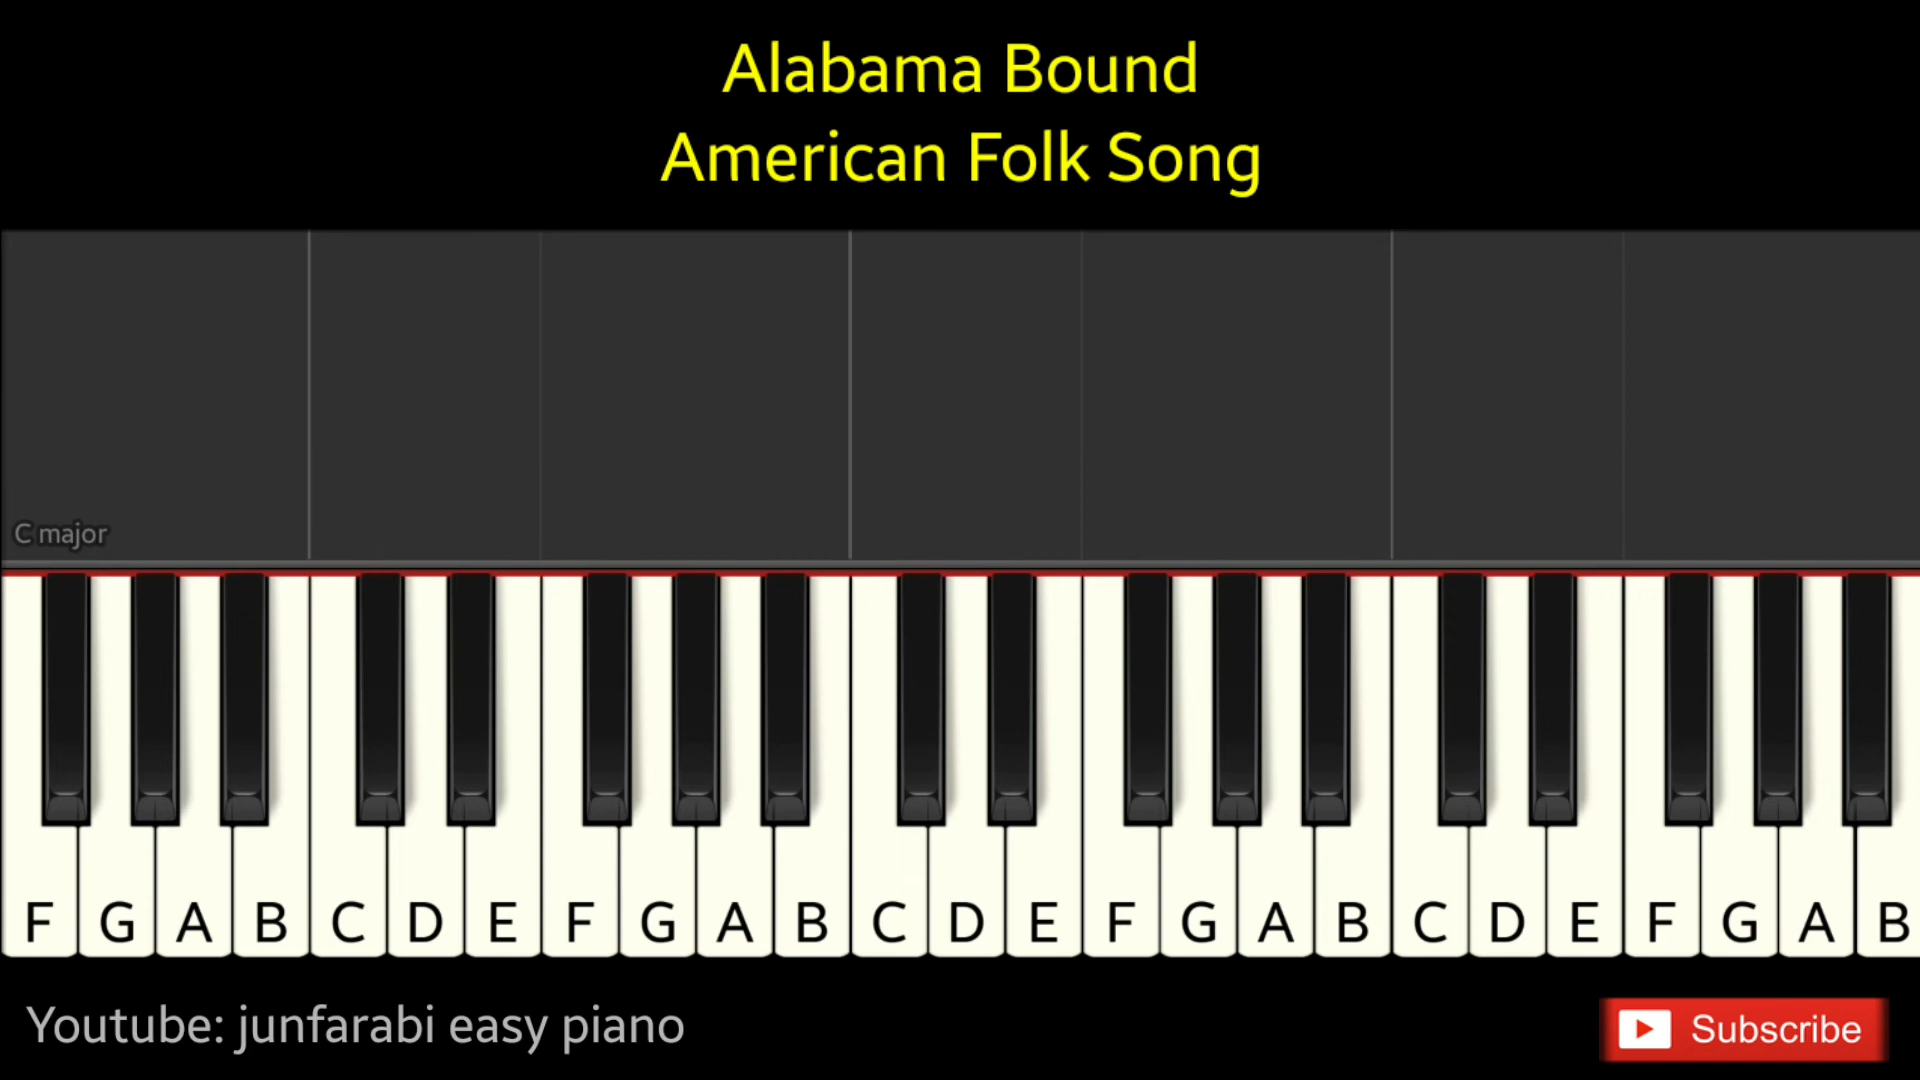 Alabama Bound
American Folk Song
C major
F G A B C D E F G A B C D E F G A B C D E F G A B
Youtube: junfarabi easy piano
Subscribe